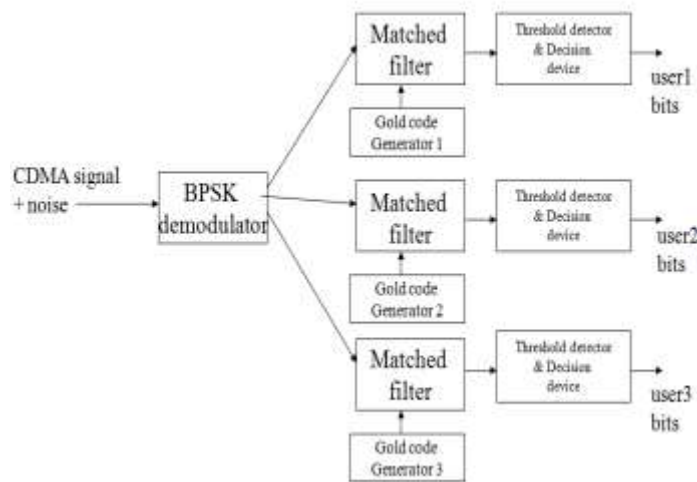 CDMA signal
+ noise
BPSK
demodulator
Matched
filter
Gold code
Generator 1
Threshold detector
& Decision
device
user1
bits
Matched
filter
Gold code
Generator 2
Threshold detector
& Decision
device
user2
bits
Matched
filter
Gold code
Generator 3
Threshold detector
& Decision
device
user3
bits